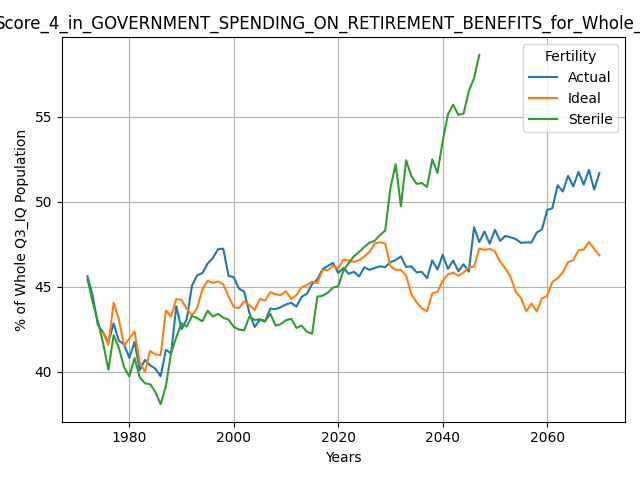 Score_4_in_GOVERNMENT_SPENDING_ON_RETIREMENT_BENEFITS_for_Whole_
Fertility
Actual
Ideal
Sterile
% of Whole Q3_IQ Population
55
50
45
40
1980 2000 2020 2040 2060
Years